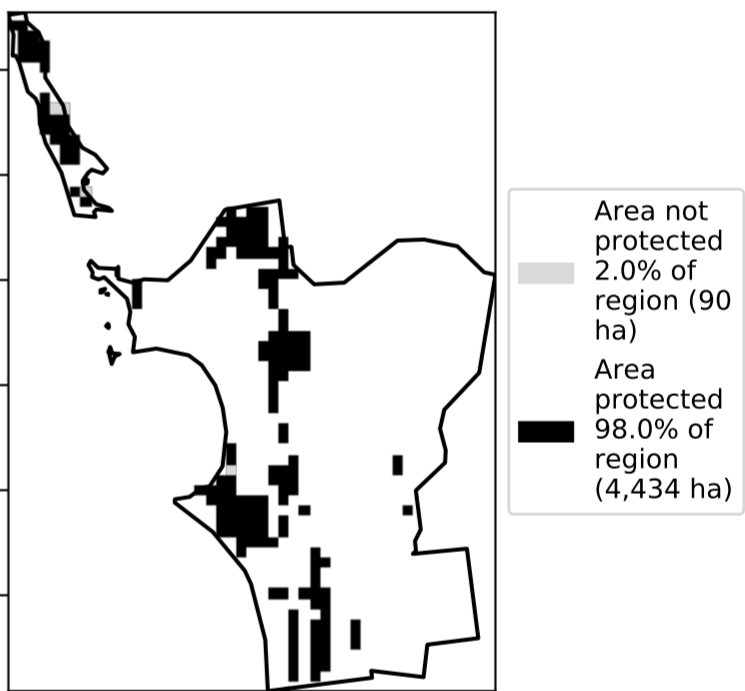 Area not
protected
2.0% of
region (90
ha)
Area
protected
98.0% of
region
(4,434 ha)